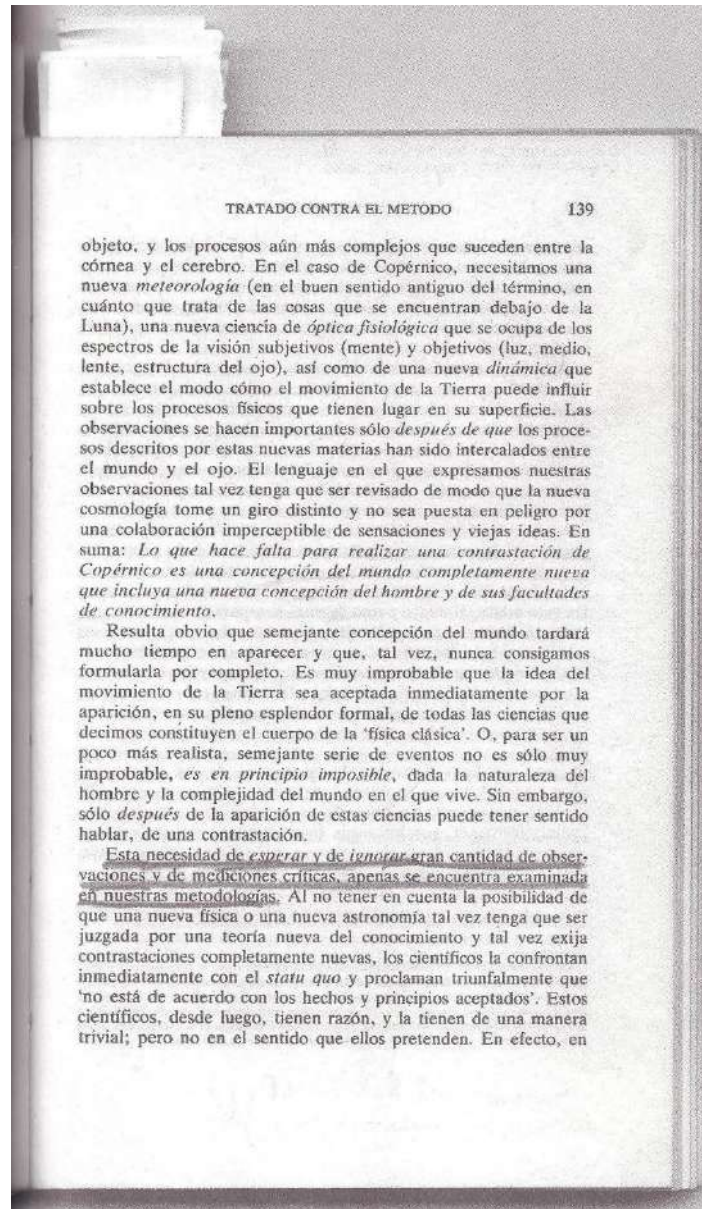 TRATADO CONTRA EL METODO 139
objeto, y los procesos aún más complejos que suceden entre la
córnea y el cerebro. En el caso de Copérnico, necesitamos una
nueva meteorología (en el buen sentido antiguo del término, en
cuánto que trata de las cosas que se encuentran debajo de la
Luna), una nueva ciencia de óptica fisiológica que se ocupa de los
espectros de la visión subjetivos (mente) y objetivos (luz, medio,
lente, estructura del ojo), así como de una nueva dinámica que
establece el modo cómo el movimiento de la Tierra puede influir
sobre los procesos físicos que tienen lugar en su superficie. Las
observaciones se hacen importantes sólo después de que los proce-
sos descritos por estas nuevas materias han sido intercalados entre
el mundo y el ojo. El lenguaje en el que expresamos nuestras
observaciones tal vez tenga que ser revisado de modo que la nueva
cosmología tome un giro distinto y no sea puesta en peligro por
una colaboración imperceptible de sensaciones y viejas ideas. En
suma: Lo que hace falta para realizar una contrastación de
Copérnico es una concepción del mundo completamente nueva
que incluya una nueva concepción del hombre y de sus facultades
de conocimiento.
Resulta obvio que semejante concepción del mundo tardará
mucho tiempo en aparecer y que, tal vez, nunca consigamos
formularla por completo. Es muy improbable que la idea del
movimiento de la Tierra sea aceptada inmediatamente por la
aparición, en su pleno esplendor formal, de todas las ciencias que
decimos constituyen el cuerpo de la 'física clásica'. O, para ser un
poco más realista, semejante serie de eventos no es sólo muy
improbable, es en principio imposible, dada la naturaleza del
hombre y la complejidad del mundo en el que vive. Sin embargo,
sólo después de la aparición de estas ciencias puede tener sentido
hablar, de una contrastación.
Esta necesidad de esperar y de ignorar gran cantidad de obser-
vaciones y de mediciones críticas, apenas se encuentra examinada
en nuestras metodologías. Al no tener en cuenta la posibilidad de
que una nueva física o una nueva astronomía tal vez tenga que ser
juzgada por una teoría nueva del conocimiento y tal vez exija
contrastaciones completamente nuevas, los científicos la confrontan
inmediatamente con el statu quo y proclaman triunfalmente que
'no está de acuerdo con los hechos y principios aceptados'. Estos
científicos, desde luego, tienen razón, y la tienen de una manera
trivial; pero no en el sentido que ellos pretenden. En efecto, en